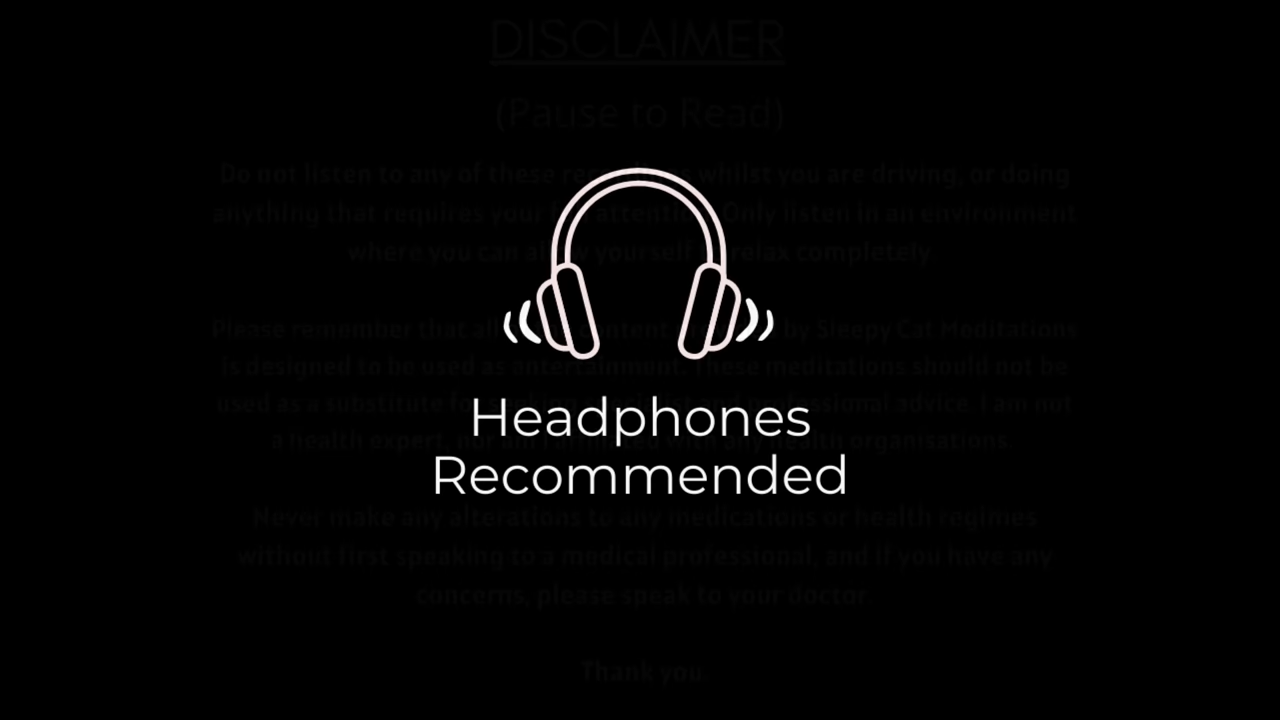 DISCLAIMER
(Pause to Read)
Do not listen to any of these whilst you are driving, or doing
anything that requires your attention. Only listen in an environment
where you can allow yourself to relax completely
Headphones
Recommended
Please remember that all content by Sleepy Cat Meditations
is designed to be used as entertainment. These meditations should not be
used as a substitute for professional advice. I am not
a health expert, health organisations
Never make any alterations to any medications or health regimes
without first speaking to a medical professional, and if you have any
concerns, please speak to your doctor.
Thank you.